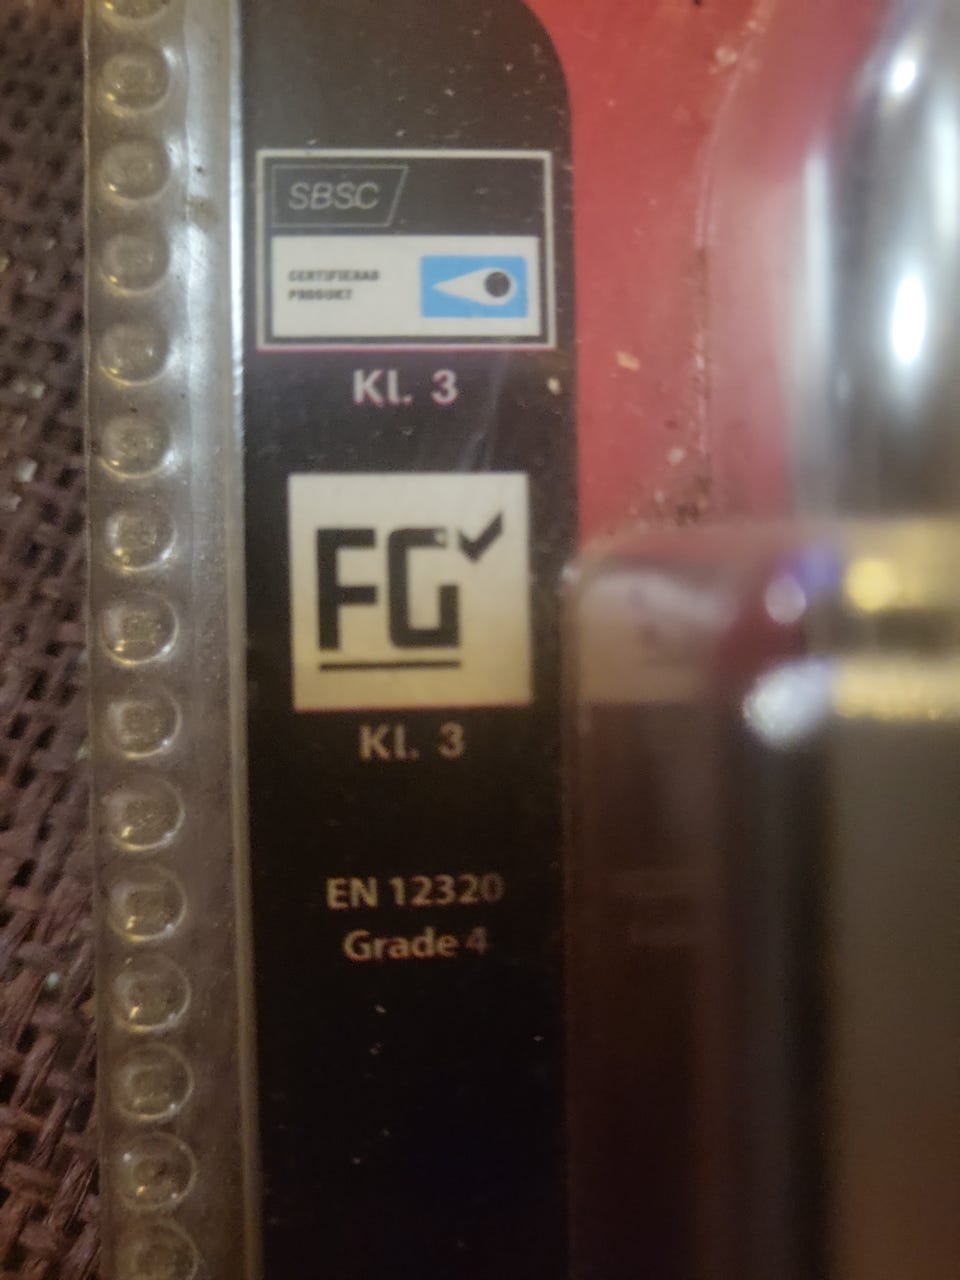 SBSC
CERTIFIERAD
PRODUKT
Kl. 3
FG
Kl. 3
EN 12320
Grade 4